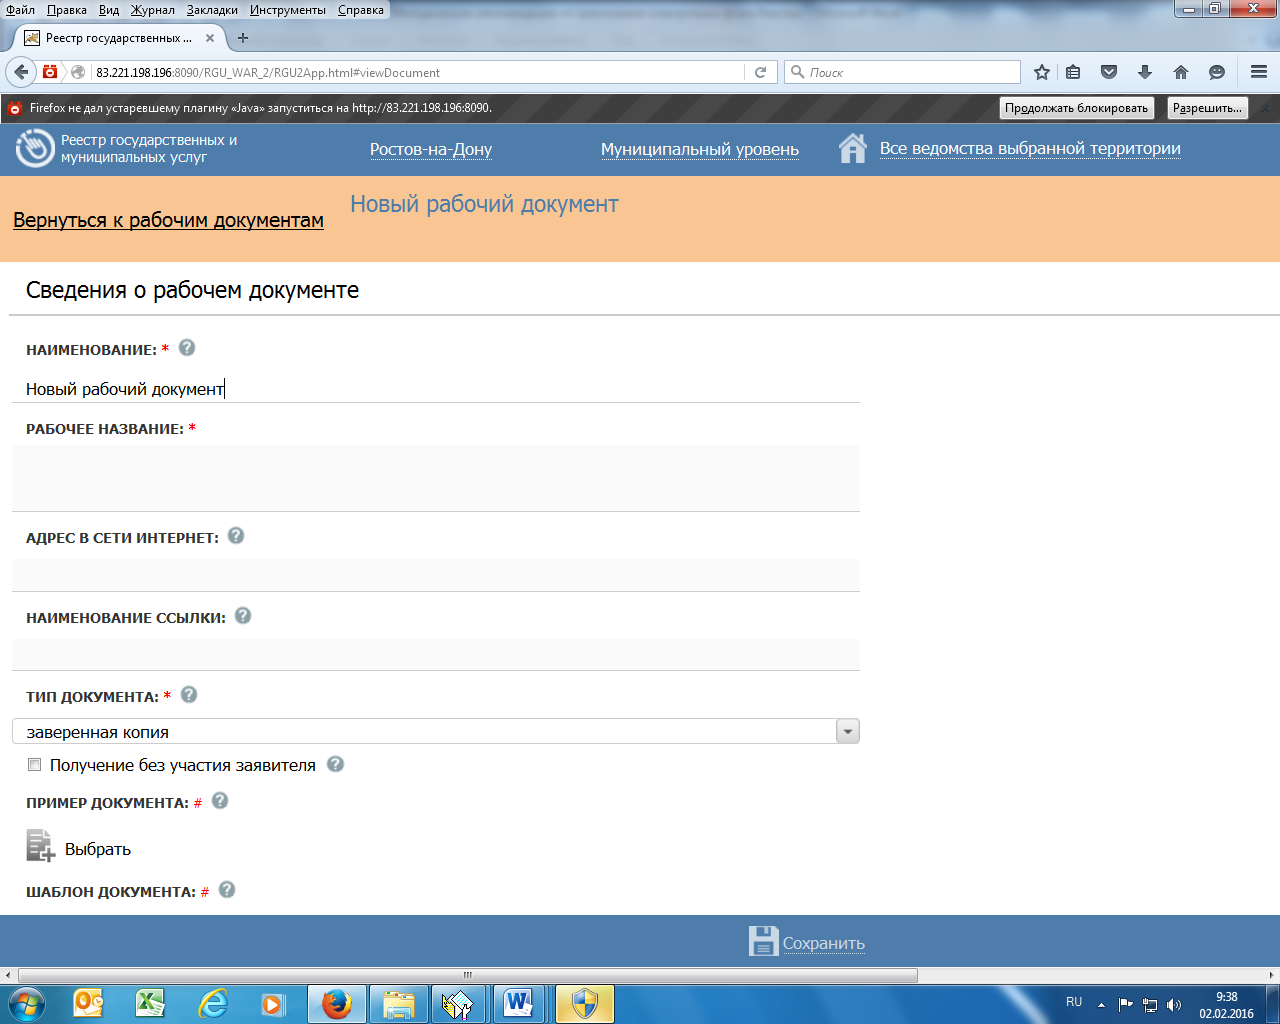 Файл Правка Вид Журнал Закладки Инструменты Справка
Реестр государственных ...
83.221.198.196:8090/RGU_WAR_2/RGU2App.html#viewDocument
Поиск
Firefox не дал устаревшему плагину «Java» запуститься на http://83.221.198.196:8090.
Продолжать блокировать
Разрешить...
Реестр государственных и
муниципальных услуг
Ростов-на-Дону
Муниципальный уровень
Все ведомства выбранной территории
Вернуться к рабочим документам
Новый рабочий документ
Сведения о рабочем документе
НАИМЕНОВАНИЕ: *
Новый рабочий документ
РАБОЧЕЕ НАЗВАНИЕ: *
АДРЕС В СЕТИ ИНТЕРНЕТ:
НАИМЕНОВАНИЕ ССЫЛКИ:
ТИП ДОКУМЕНТА: *
заверенная копия
Получение без участия заявителя
ПРИМЕР ДОКУМЕНТА: #
Выбрать
ШАБЛОН ДОКУМЕНТА: #
Сохранить
RU
9:38
02.02.2016